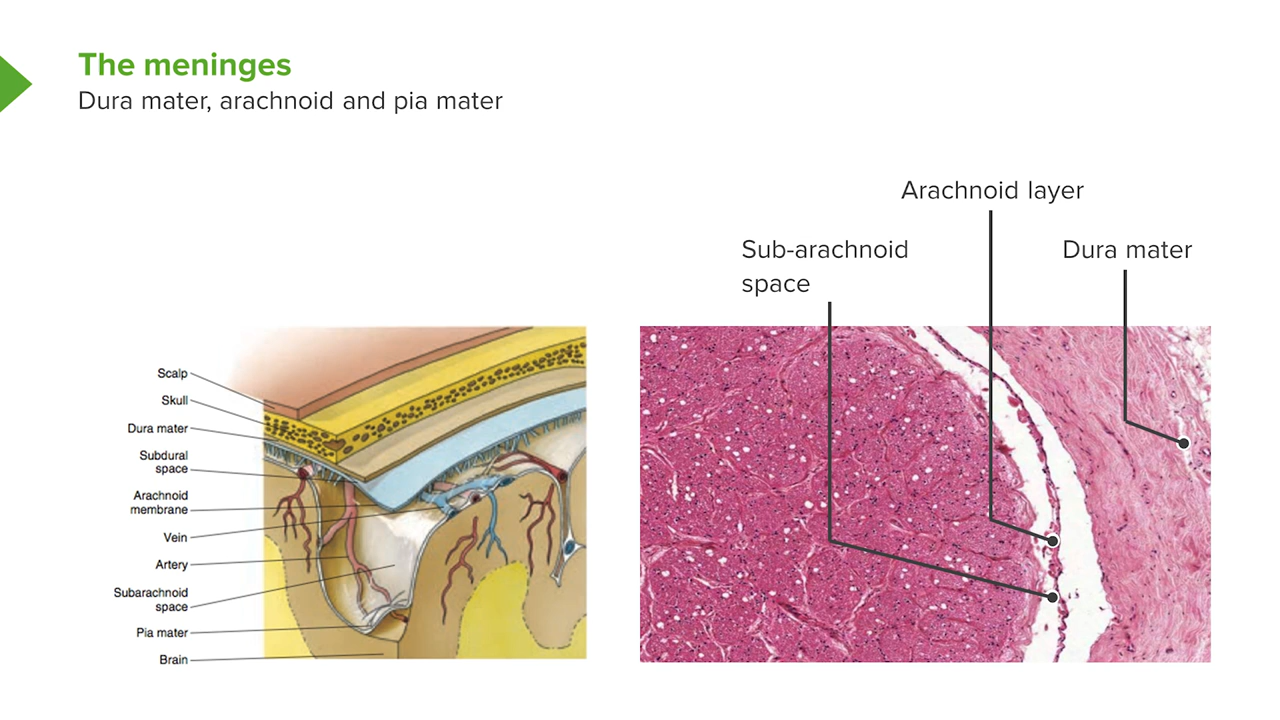 The meninges
Dura mater, arachnoid and pia mater
Arachnoid layer
Sub-arachnoid
space
Dura mater
Scalp
Skull
Dura mater
Subdural
space
Arachnoid
membrane
Vein
Artery
Subarachnoid
space
Pia mater
Brain